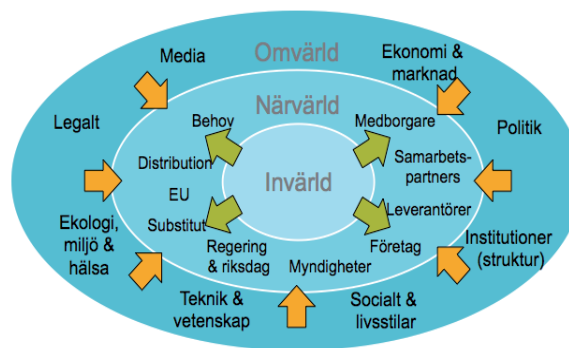 Media
Omvärld
Ekonomi &
marknad
Legalt
Närvärld
Behov
Medborgare
Politik
Distribution
Invärld
Samarbets-
partners
EU
Substitut
Leverantörer
Ekologi,
miljö &
hälsa
Regering
& riksdag
Myndigheter
Företag
Institutioner
(struktur)
Teknik &
vetenskap
Socialt &
livsstilar